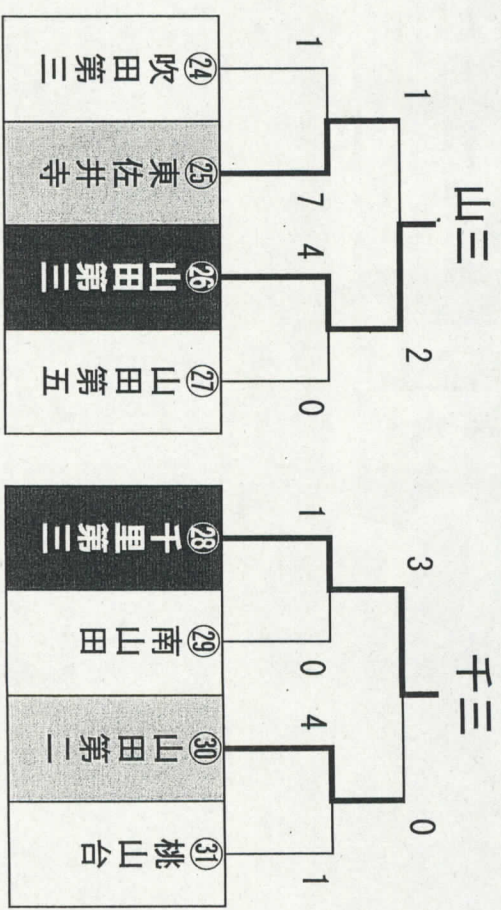 山三
1
2
1
7
4
0
㉔吹田第三
㉕東佐井寺
㉖山田第三
㉗山田第五
千三
3
0
1
0
4
1
㉘千里第三
㉙南山田
㉚山田第一
㉛桃山台